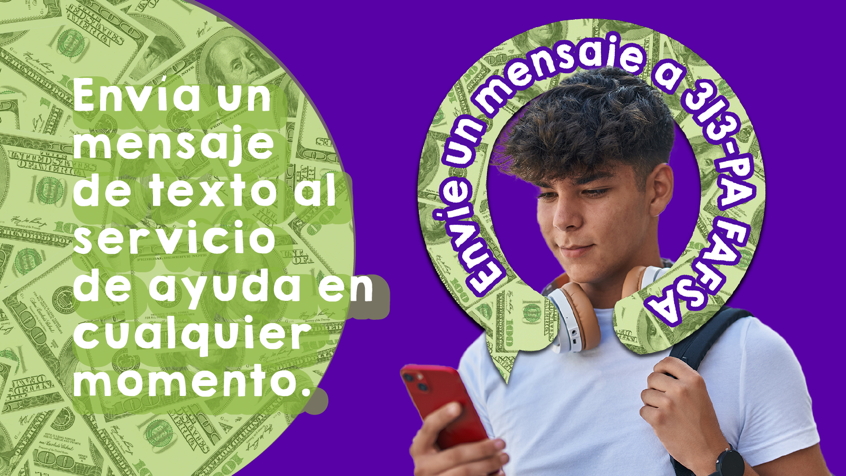 Envía un
mensaje
de texto al
servicio
de ayuda en
cualquier
momento.
Envíe un mensaje a 313-PA FAFSA